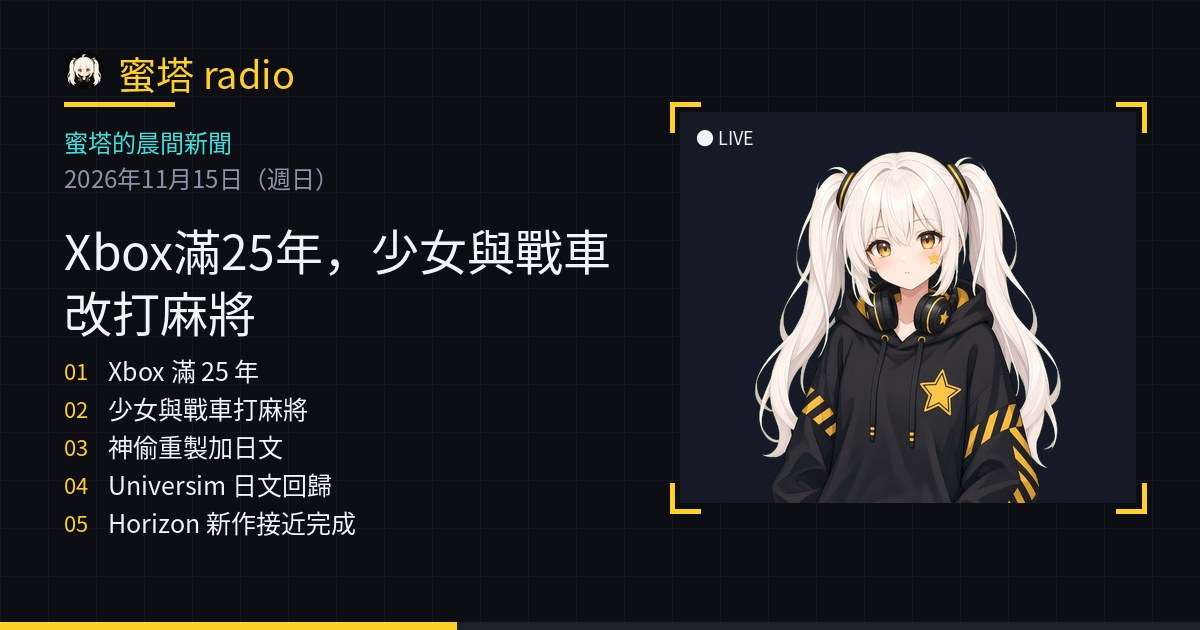 蜜塔 radio
蜜塔的晨間新聞
2026年11月15日（週日）
Xbox滿25年，少女與戰車
改打麻將
01 Xbox 滿 25 年
02 少女與戰車打麻將
03 神偷重製加日文
04 Universim 日文回歸
05 Horizon 新作接近完成
LIVE